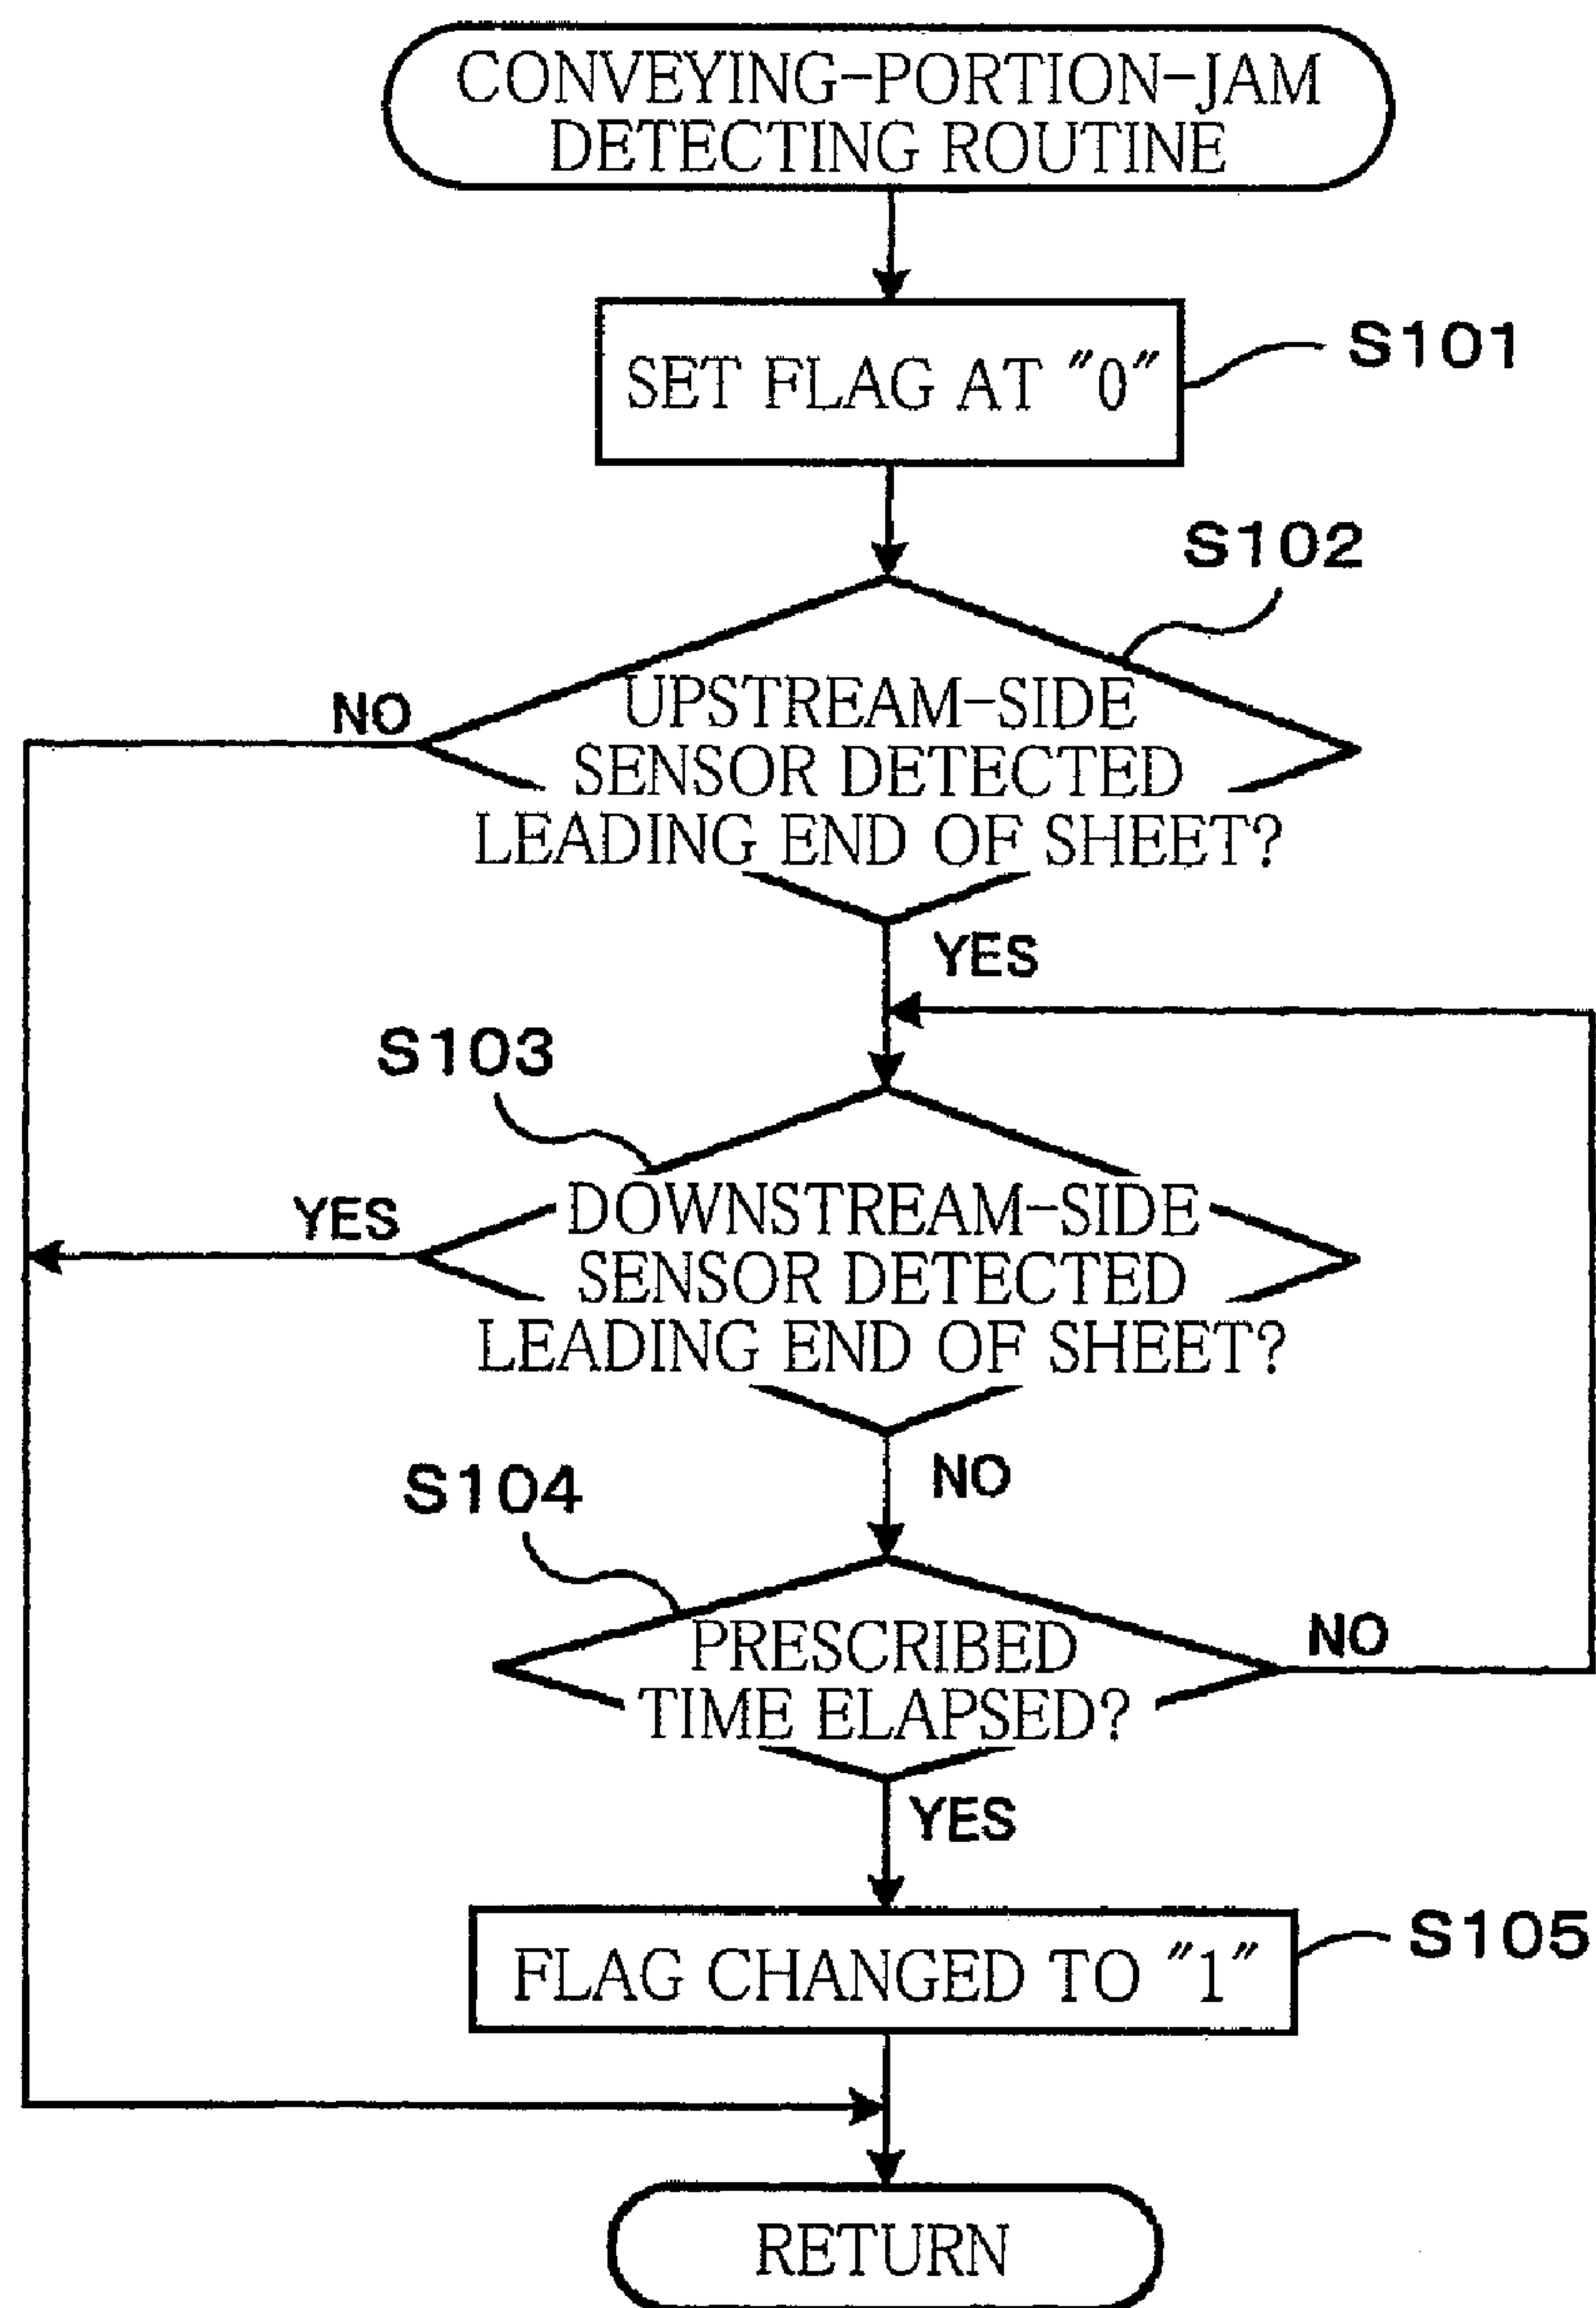 CONVEYING-PORTION-JAM
DETECTING ROUTINE
SET FLAG AT "0"
S101
S102
NO
UPSTREAM-SIDE
SENSOR DETECTED
LEADING END OF SHEET?
YES
S103
YES
DOWNSTREAM-SIDE
SENSOR DETECTED
LEADING END OF SHEET?
NO
S104
PRESCRIBED
TIME ELAPSED?
NO
YES
FLAG CHANGED TO "1"
S105
RETURN